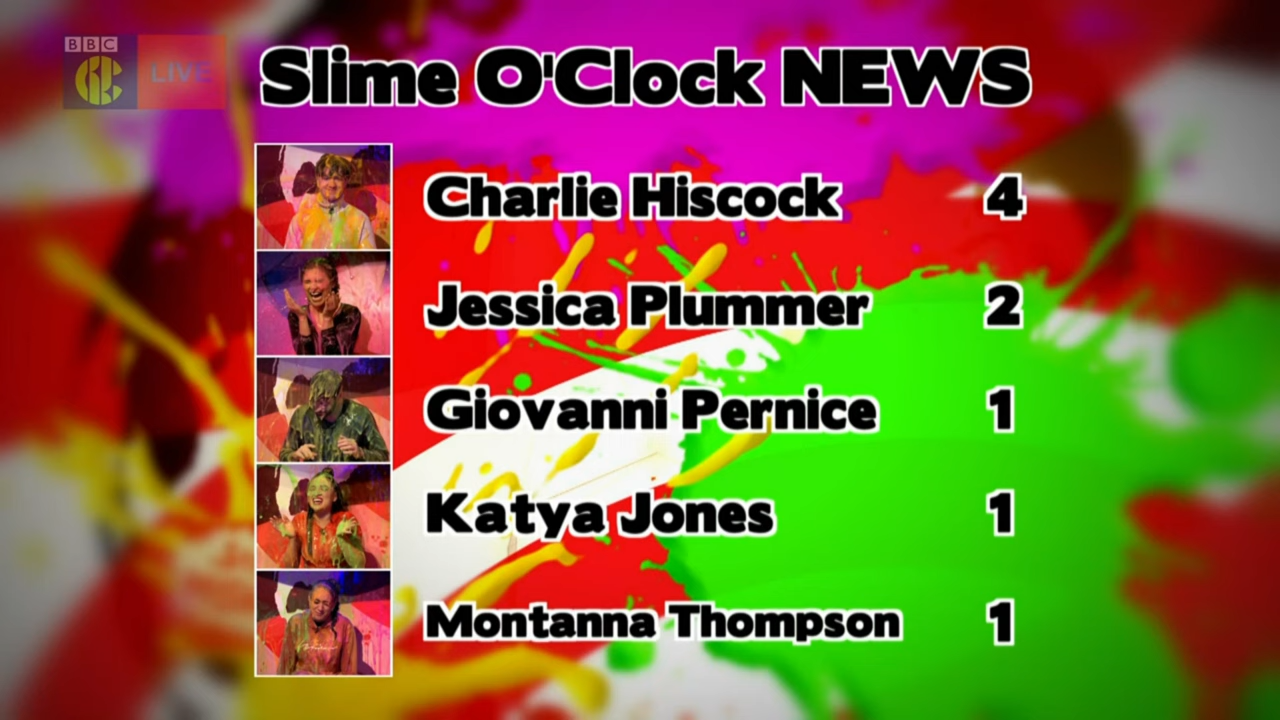 BBC
LIVE
Slime O'Clock NEWS
Charlie Hiscock 4
Jessica Plummer 2
Giovanni Pernice 1
Katya Jones 1
Montanna Thompson 1